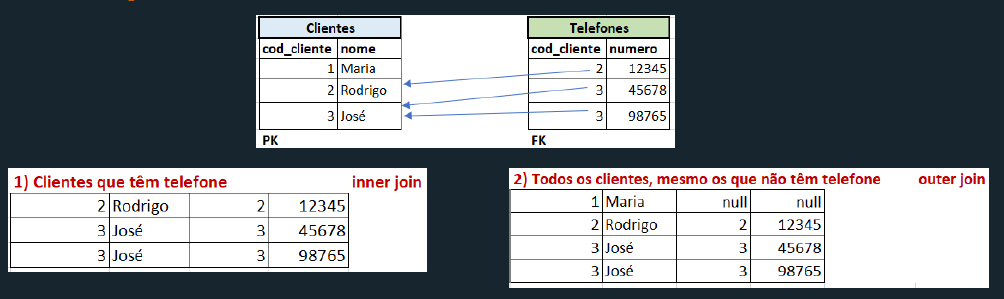 Clientes
cod_cliente nome
1 Maria
2 Rodrigo
3 José
PK
Telefones
cod_cliente numero
2 12345
3 45678
3 98765
FK
1) Clientes que têm telefone inner join
2 Rodrigo 2 12345
3 José 3 45678
3 José 3 98765
2) Todos os clientes, mesmo os que não têm telefone outer join
1 Maria null null
2 Rodrigo 2 12345
3 José 3 45678
3 José 3 98765